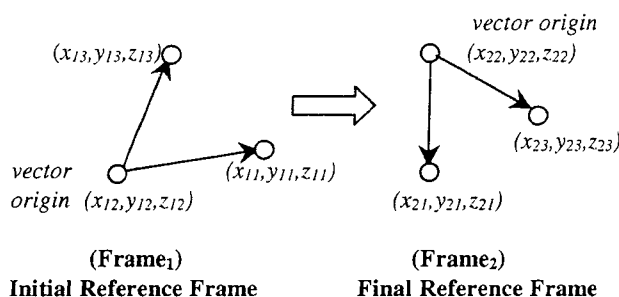 (x13,y13,z13)
vector
origin (x12,y12,z12)
(x11,y11,z11)
vector origin
(x22,y22,z22)
(x23,y23,z23)
(x21,y21,z21)
(Frame1)
Initial Reference Frame
(Frame2)
Final Reference Frame